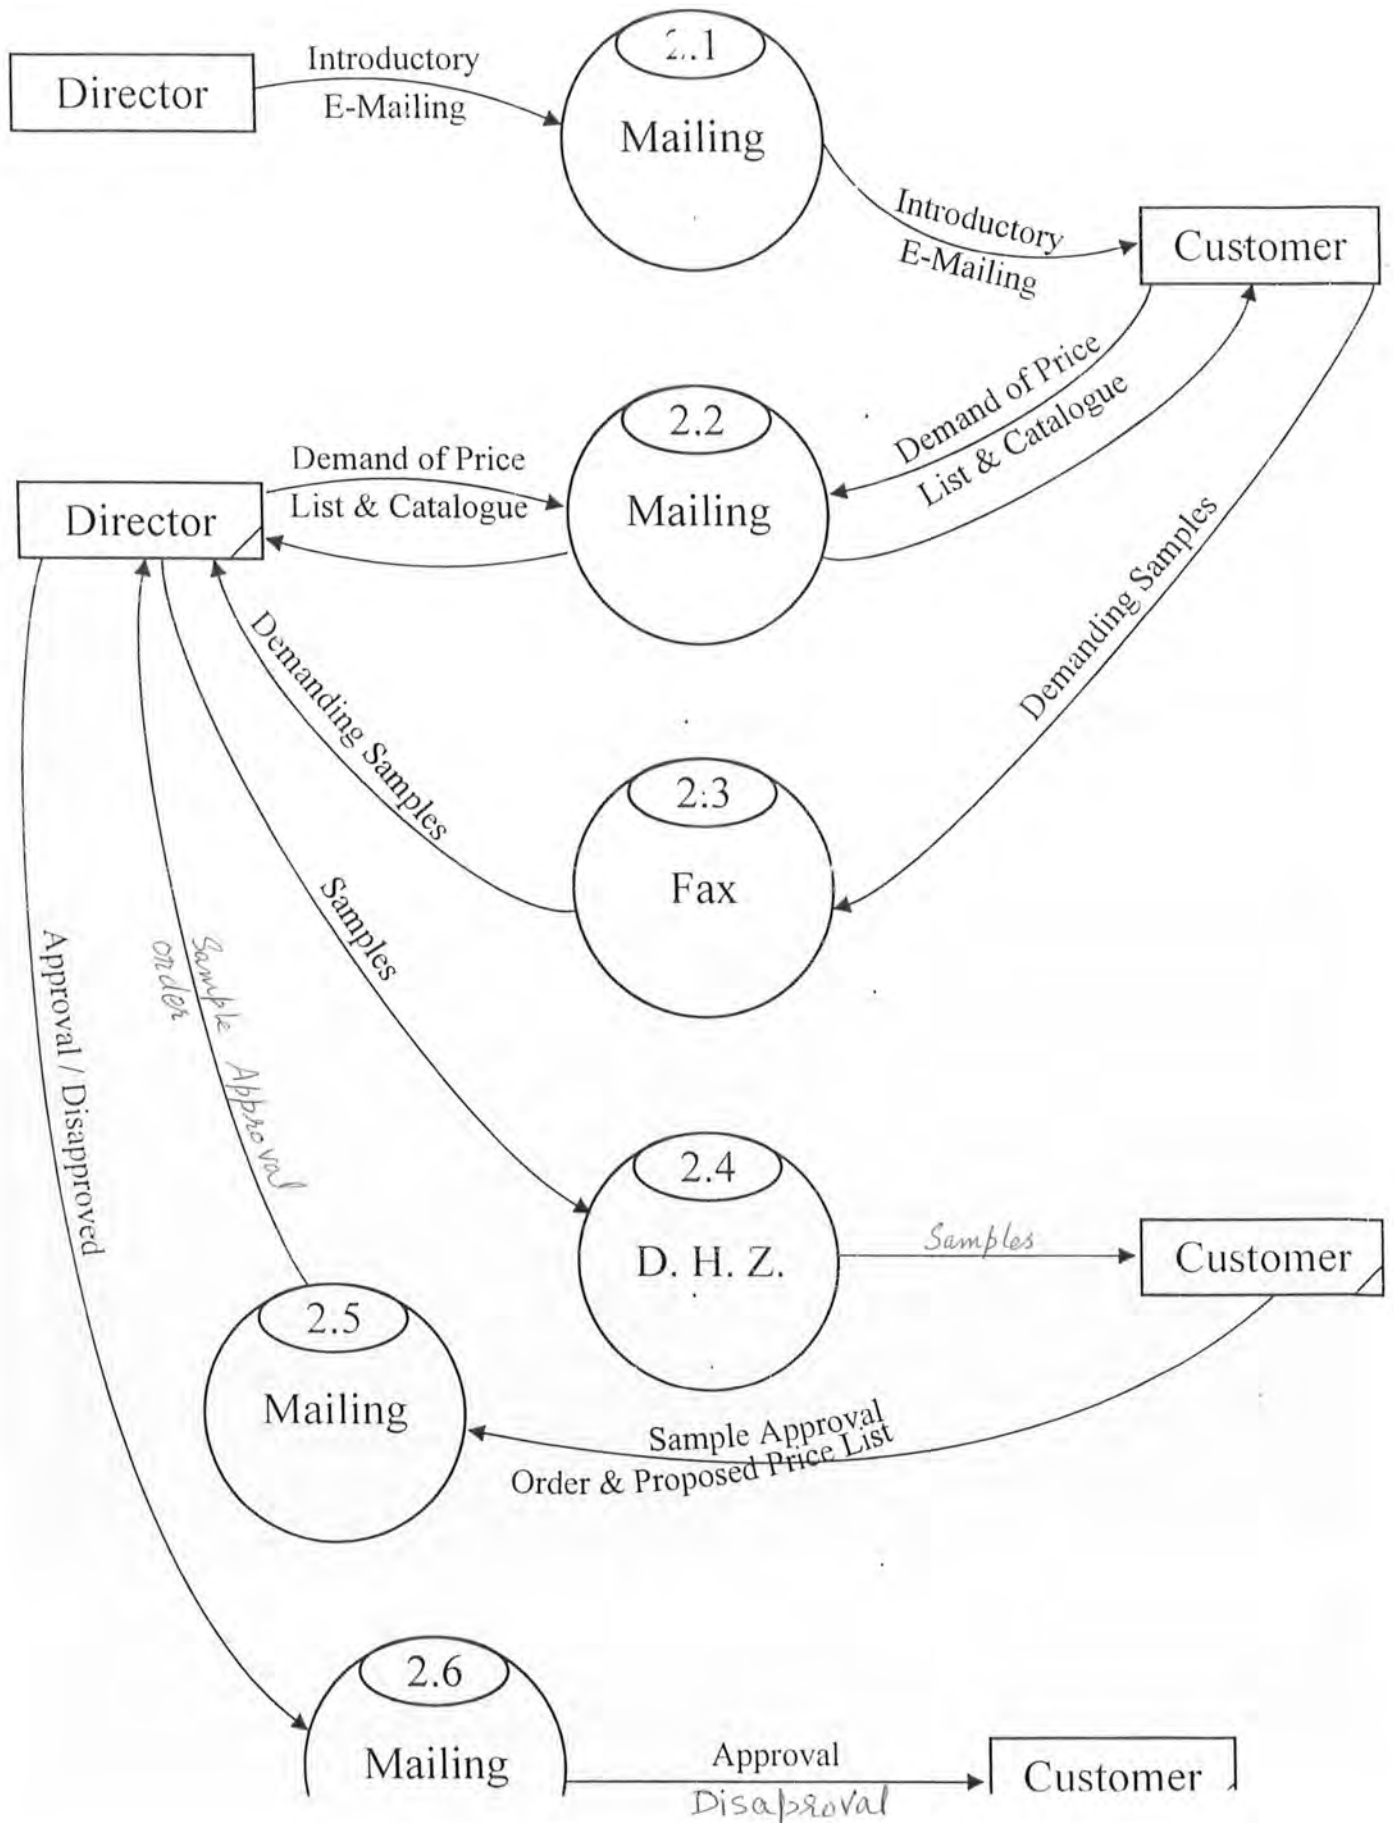 2.1
Director
Introductory
E-Mailing
Mailing
Introductory
E-Mailing
Customer
Demand of Price
List & Catalogue
2.2
Mailing
Demand of Price
List & Catalogue
Director
Demanding Samples
Demanding Samples
2.3
Fax
Samples
Sample Approval
order
Approval / Disapproved
2.4
D. H. Z.
Samples
Customer
2.5
Mailing
Sample Approval
Order & Proposed Price List
2.6
Mailing
Approval
Disaproval
Customer